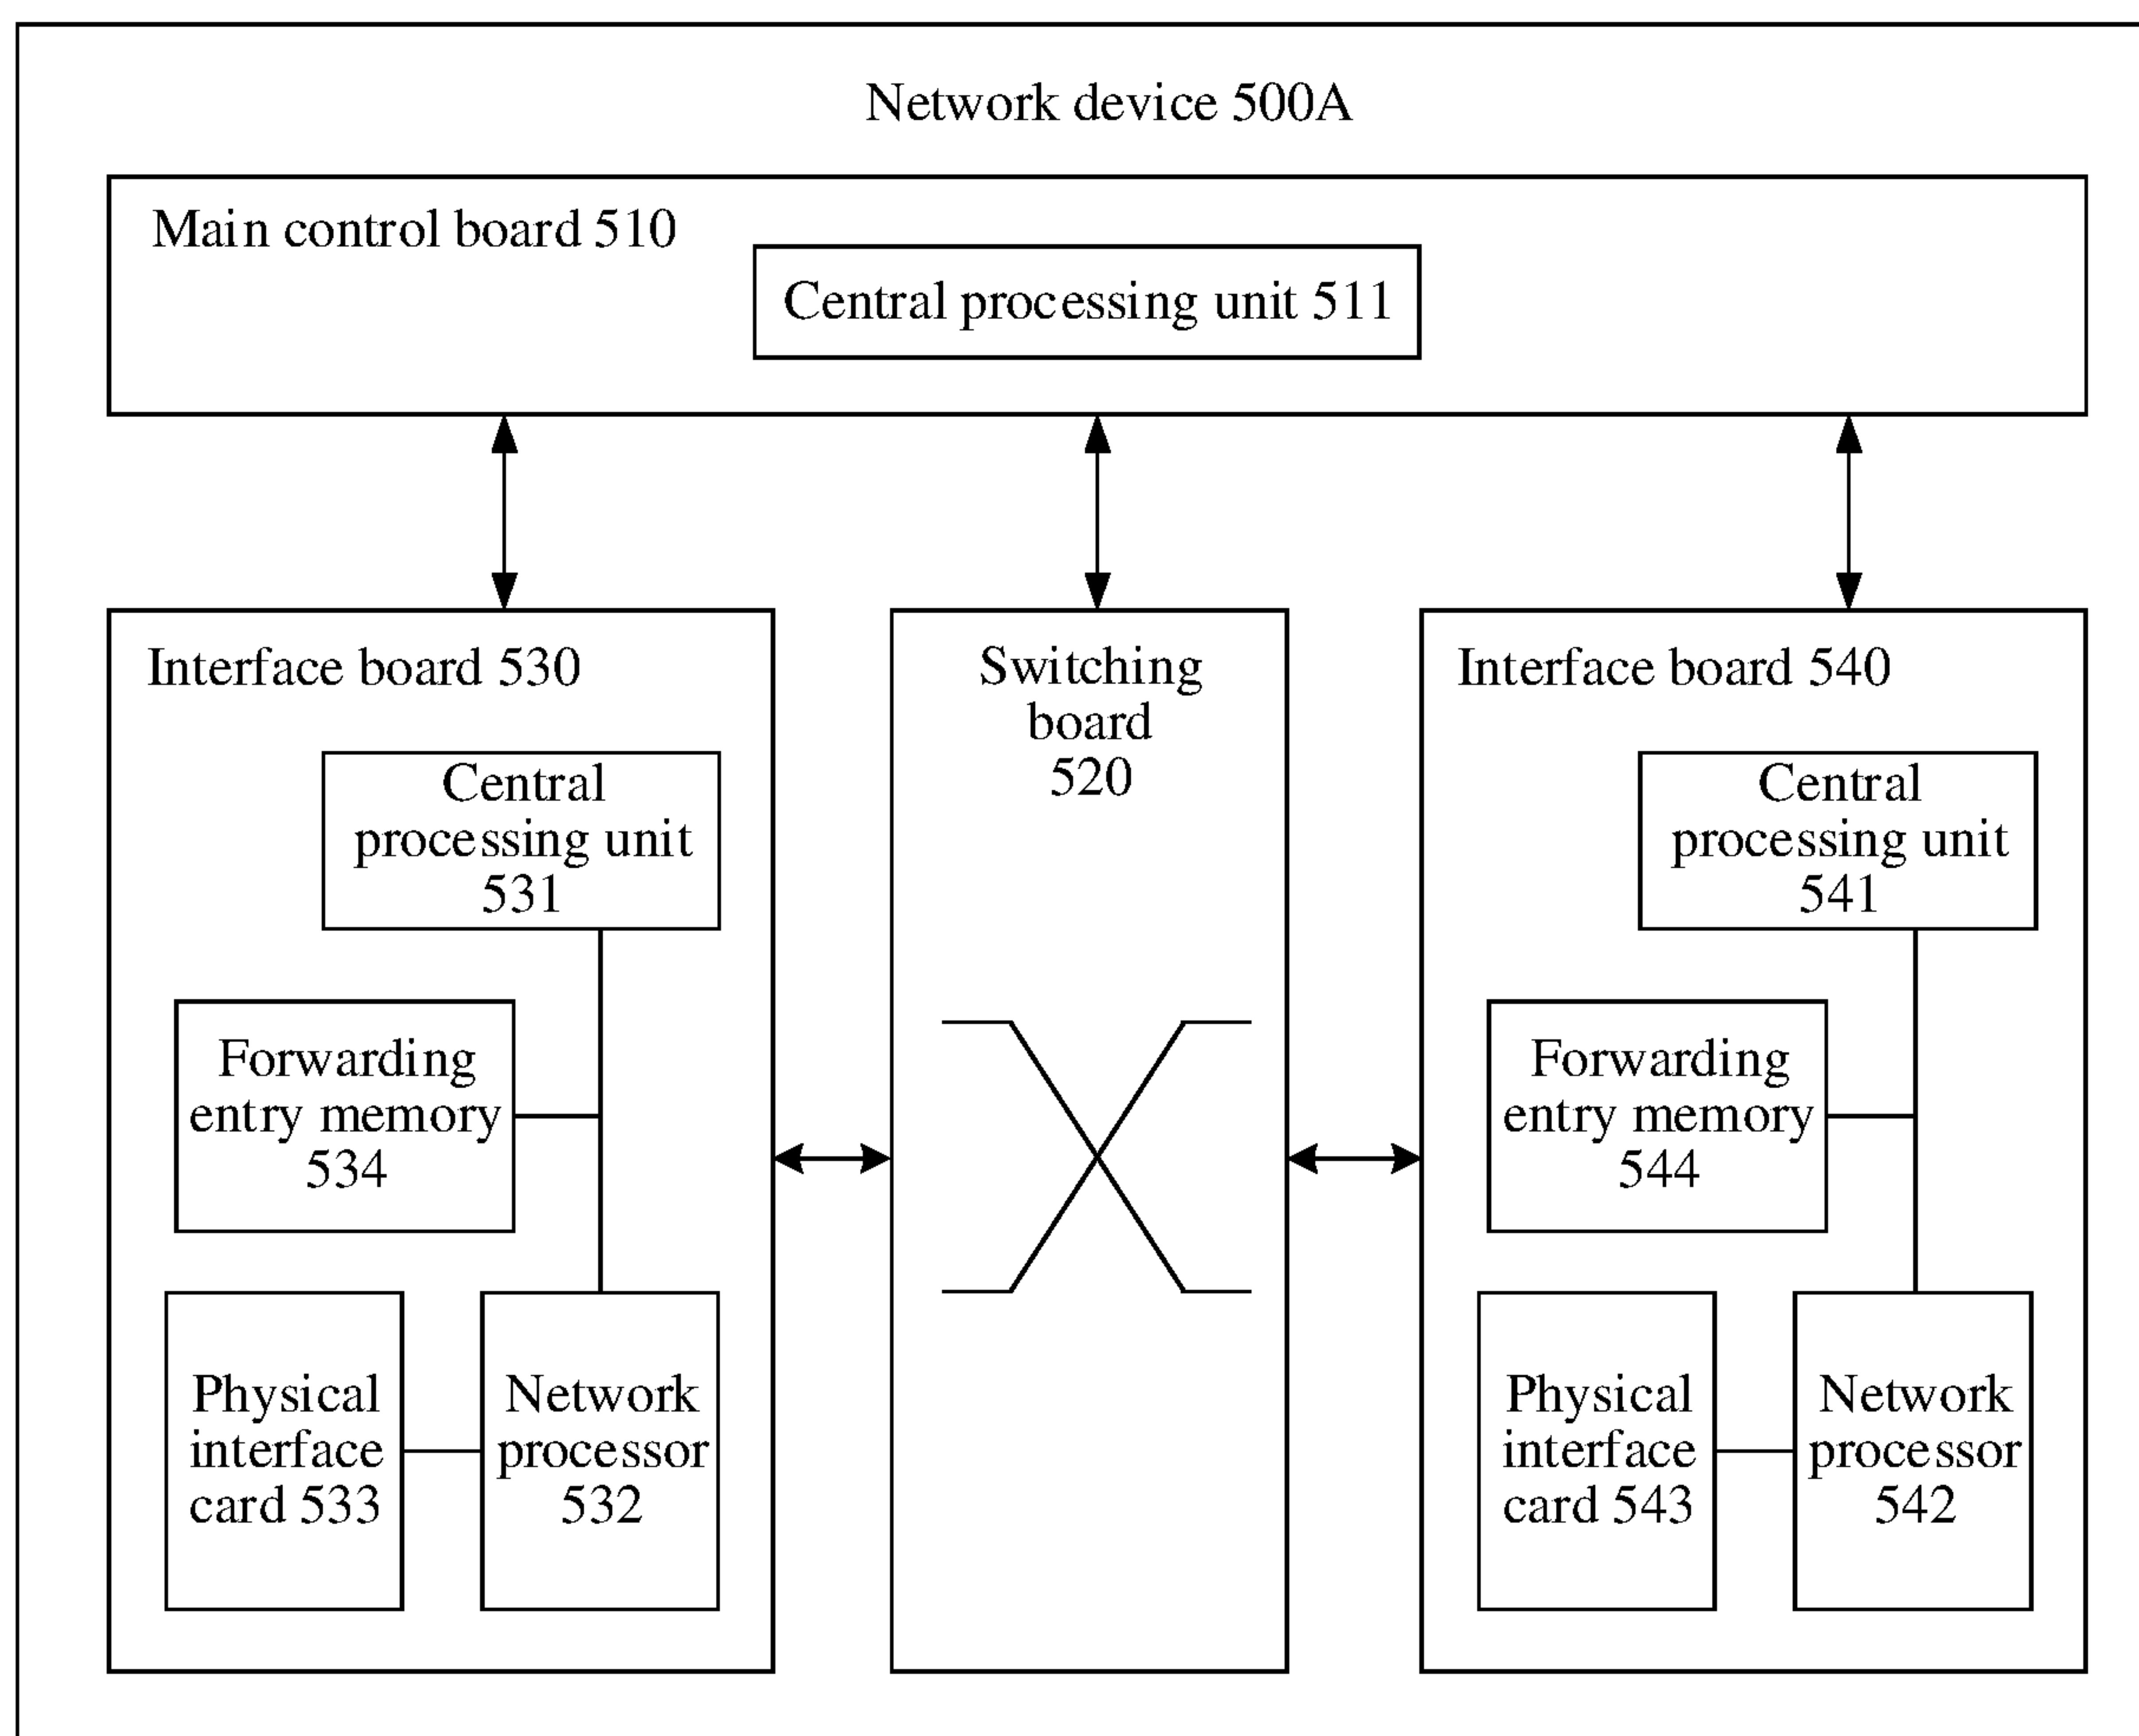 Network device 500A
Main control board 510
Central processing unit 511
Interface board 530
Central
processing unit
531
Forwarding
entry memory
534
Physical
interface
card 533
Network
processor
532
Switching
board
520
Interface board 540
Central
processing unit
541
Forwarding
entry memory
544
Physical
interface
card 543
Network
processor
542